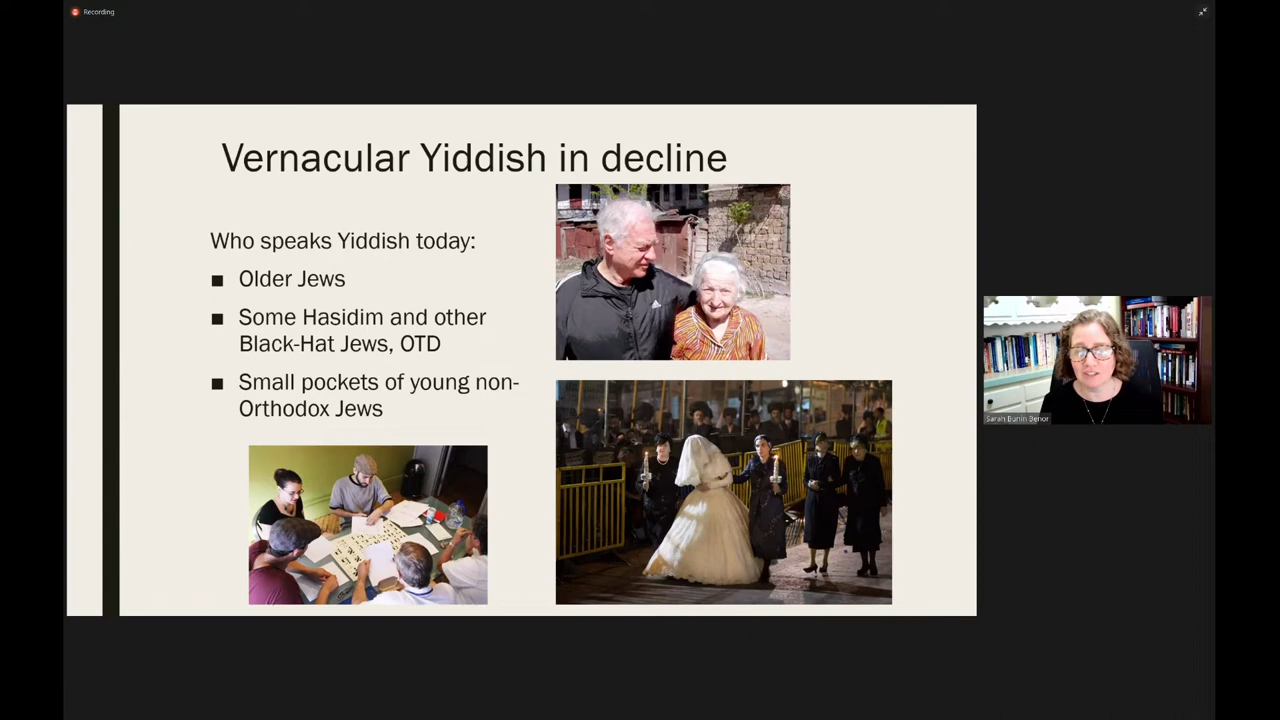 Recording
Vernacular Yiddish in decline
Who speaks Yiddish today:
■ Older Jews
■ Some Hasidim and other
Black-Hat Jews, OTD
■ Small pockets of young non-
Orthodox Jews
Sarah Bunin Benor